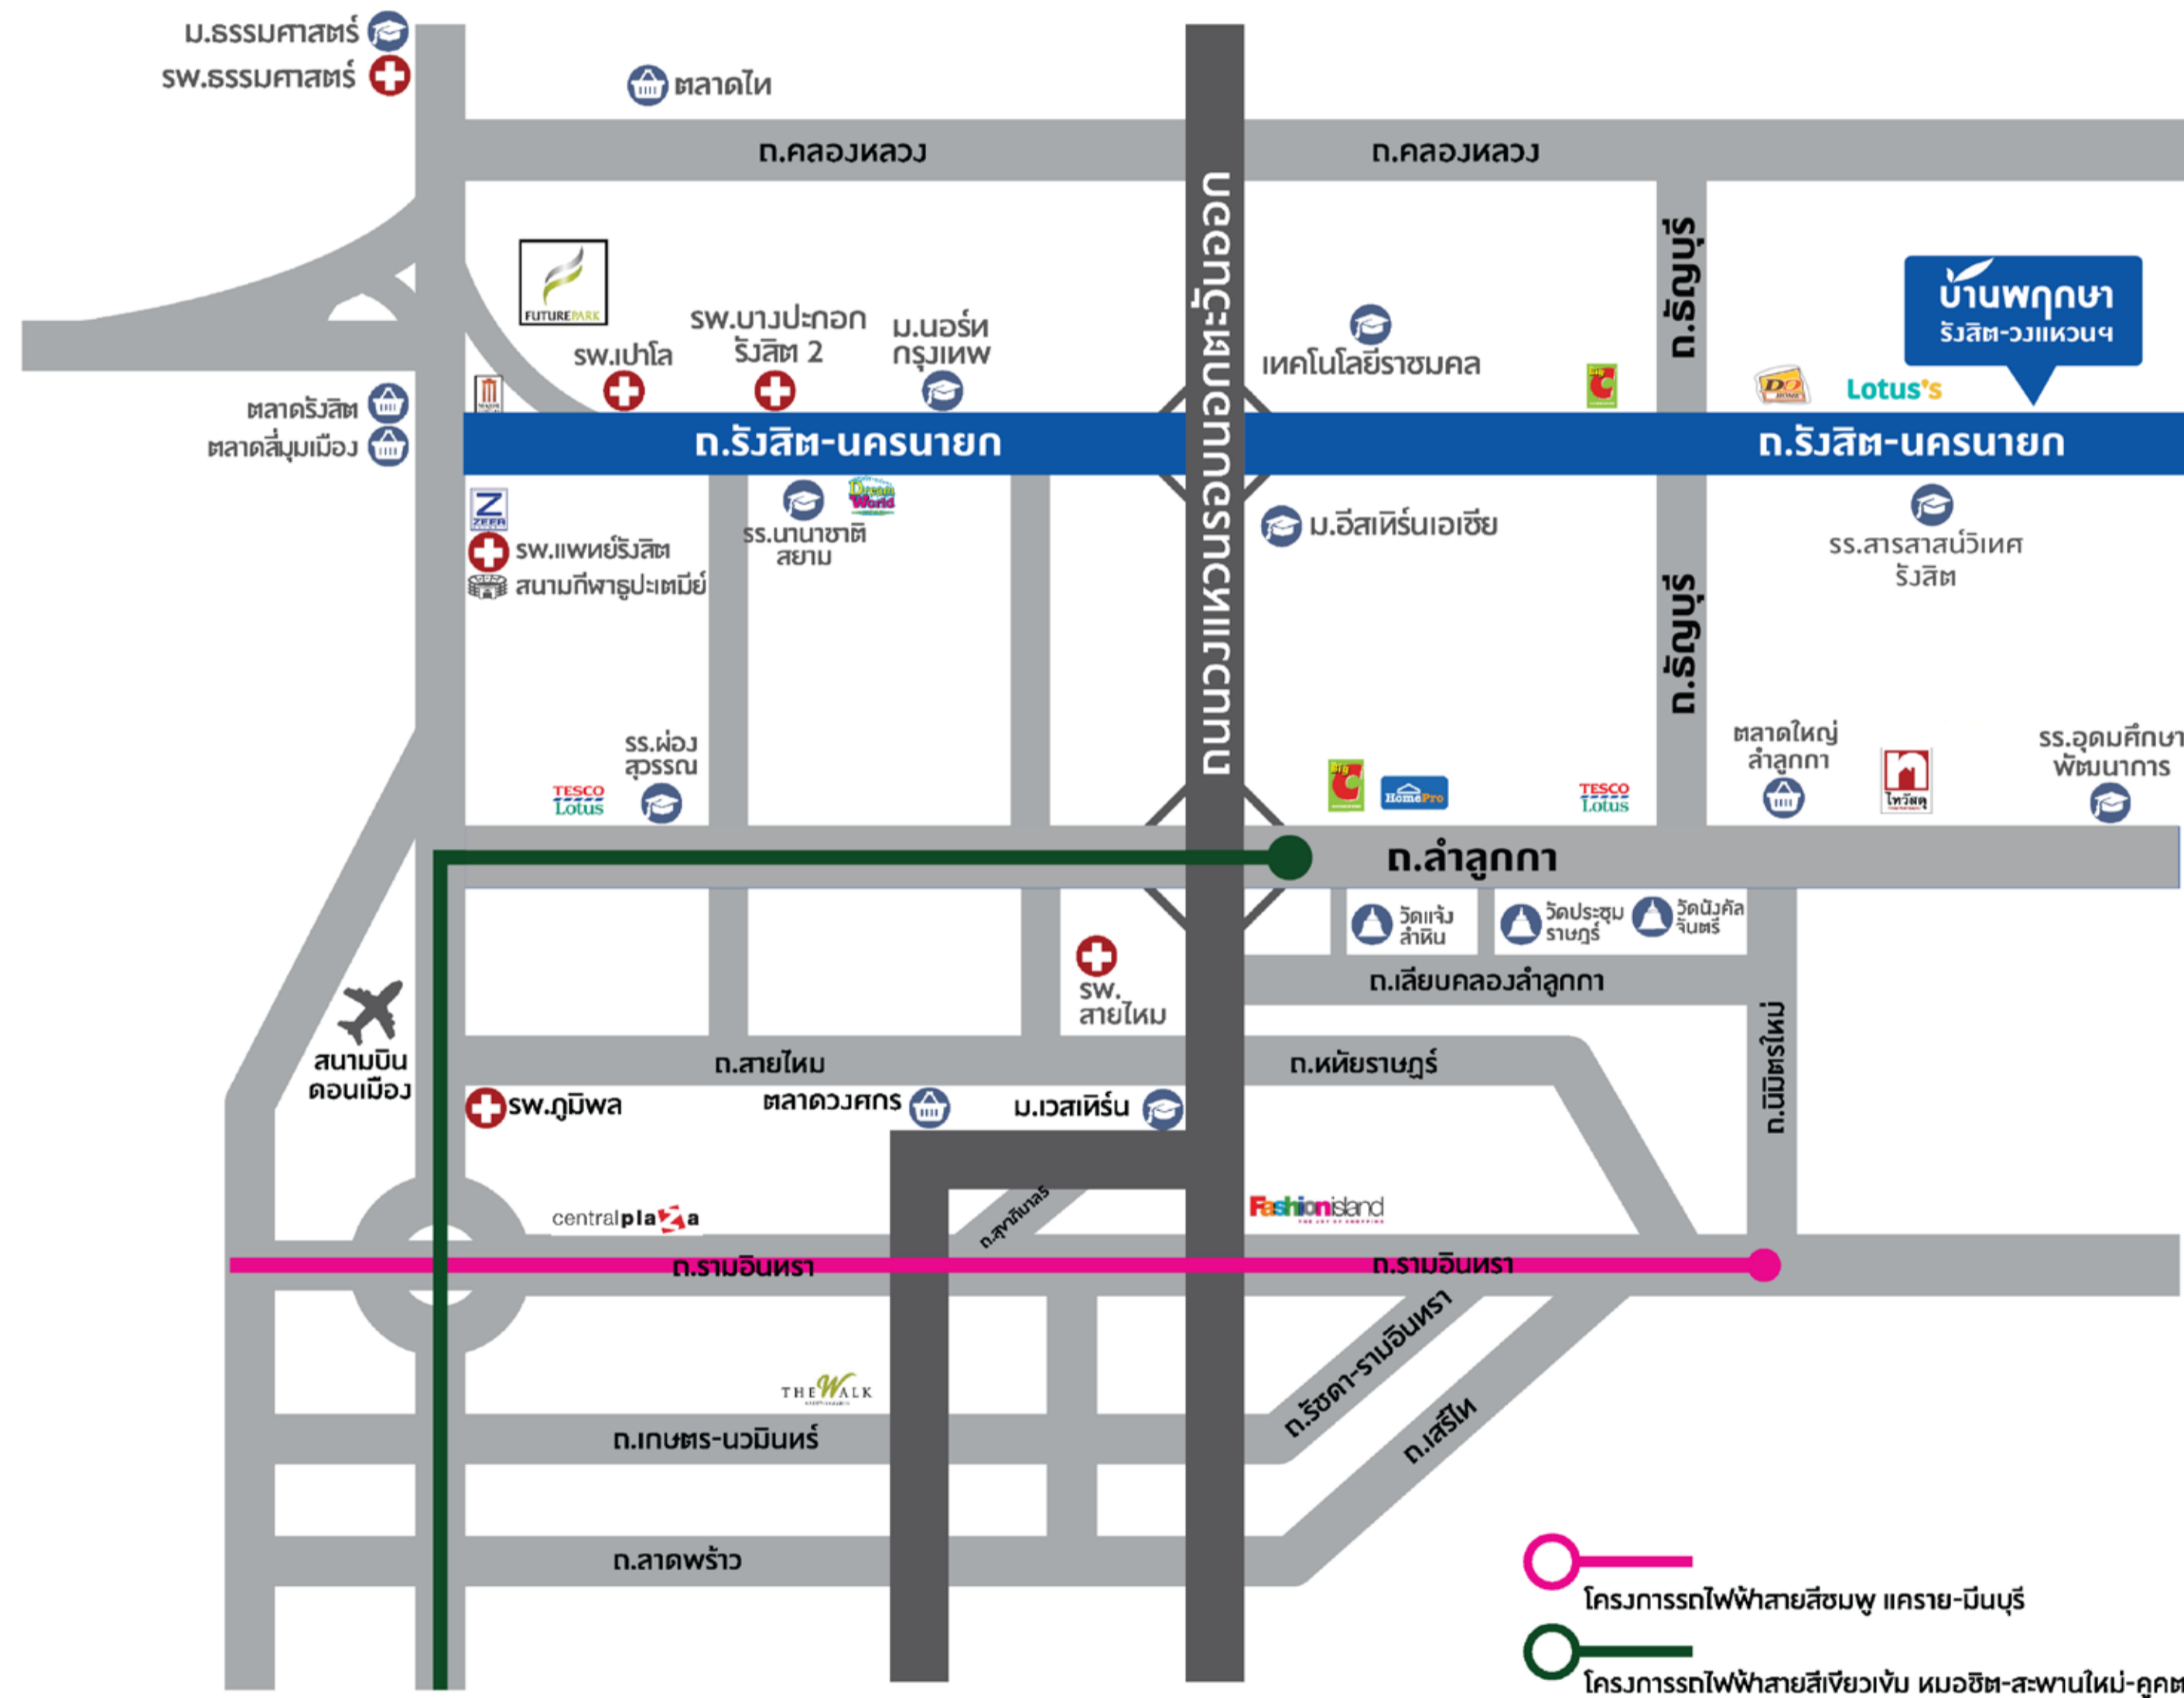 ม.ธรรมศาสตร์
รพ.ธรรมศาสตร์
ตลาดไท
ถ.คลองหลวง
ถ.คลองหลวง
ถนนกาญจนาภิเษก
ถ.ธัญบุรี
FUTUREPARK
รพ.เปาโล
รพ.บางปะกอก
รังสิต 2
ม.นอร์ท
กรุงเทพ
เทคโนโลยีราชมคล
Big C
DO HOME
Lotus's
บ้านพฤกษา
รังสิต-วงแหวนฯ
MAJOR
ตลาดรังสิต
ตลาดสี่มุมเมือง
ถ.รังสิต-นครนายก
ถ.รังสิต-นครนายก
Z
ZEER
รพ.แพทย์รังสิต
สนามกีฬาธูปะเตมีย์
รร.นานาชาติ
สยาม
Dream
World
ม.อีสเทิร์นเอเชีย
ถ.ธัญบุรี
รร.สารสาสน์วิเทศ
รังสิต
TESCO
Lotus
รร.ผ่อง
สุวรรณ
Big C
HomePro
TESCO
Lotus
ตลาดใหญ่
ลำลูกกา
ไทวัสดุ
รร.อุดมศึกษา
พัฒนาการ
ถ.ลำลูกกา
วัดแจ้ง
ลำหิน
วัดประชุม
ราษฎร์
วัดนังคัล
จันตรี
รพ.
สายไหม
ถ.เลียบคลองลำลูกกา
สนามบิน
ดอนเมือง
ถ.สายไหม
ถ.หทัยราษฎร์
ถ.นิมิตรใหม่
รพ.ภูมิพล
ตลาดวงศกร
ม.เวสเทิร์น
centralplaza
ถ.สุขาภิบาล5
Fashionisland
THE JOY OF SHOPPING
ถ.รามอินทรา
ถ.รามอินทรา
THE WALK
ถ.รัชดา-รามอินทรา
ถ.เกษตร-นวมินทร์
ถ.เสรีไท
ถ.ลาดพร้าว
โครงการรถไฟฟ้าสายสีชมพู แคราย-มีนบุรี
โครงการรถไฟฟ้าสายสีเขียวเข้ม หมอชิต-สะพานใหม่-คูคต